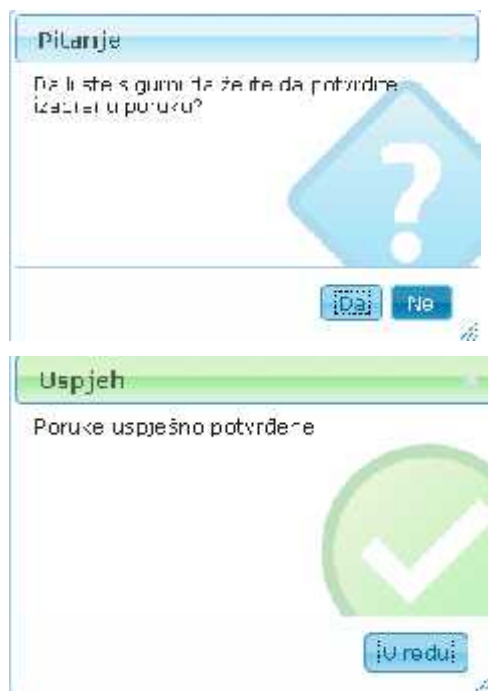 Pitanje
Da li ste sigurni da želite da potvrdite
izabranu poruku?
Da
Ne
Uspjeh
Poruke uspješno potvrđene
U redu